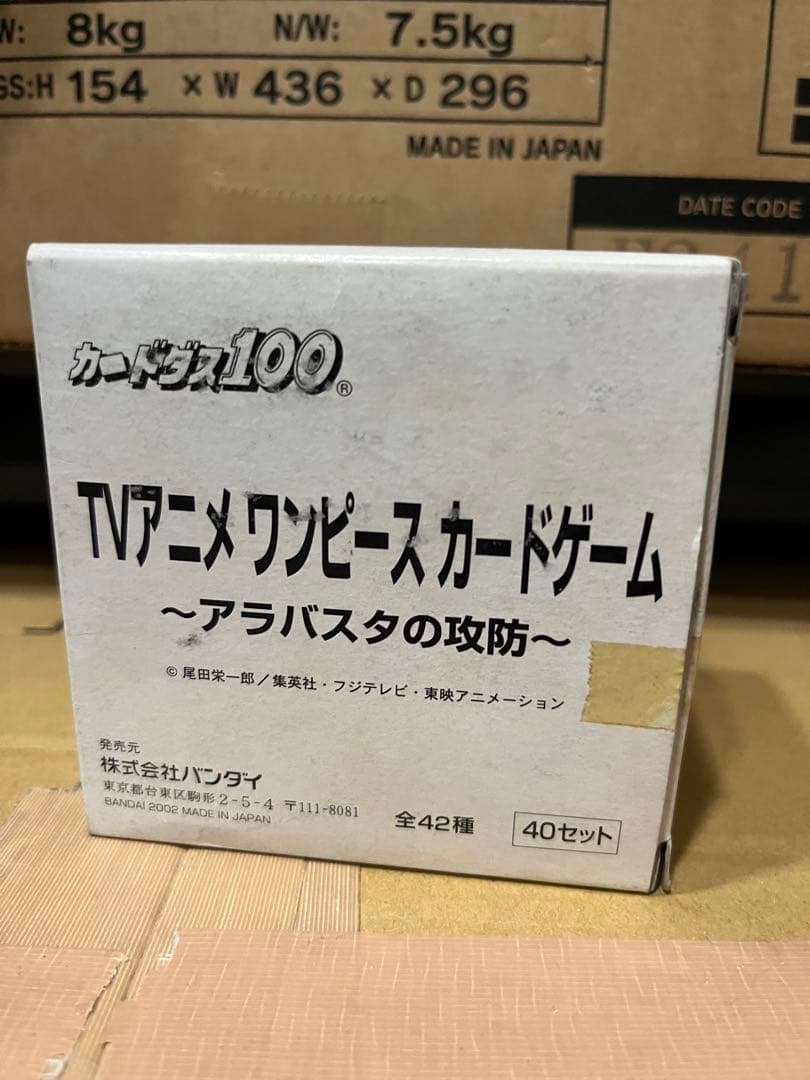 W: 8kg N/W: 7.5kg
GS:H 154 × W 436 × D 296
MADE IN JAPAN
DATE CODE
カードダス100®
TVアニメ ワンピース カードゲーム
～アラバスタの攻防～
© 尾田栄一郎／集英社・フジテレビ・東映アニメーション
発売元
株式会社バンダイ
東京都台東区駒形2-5-4 〒111-8081
BANDAI 2002 MADE IN JAPAN
全42種 40セット